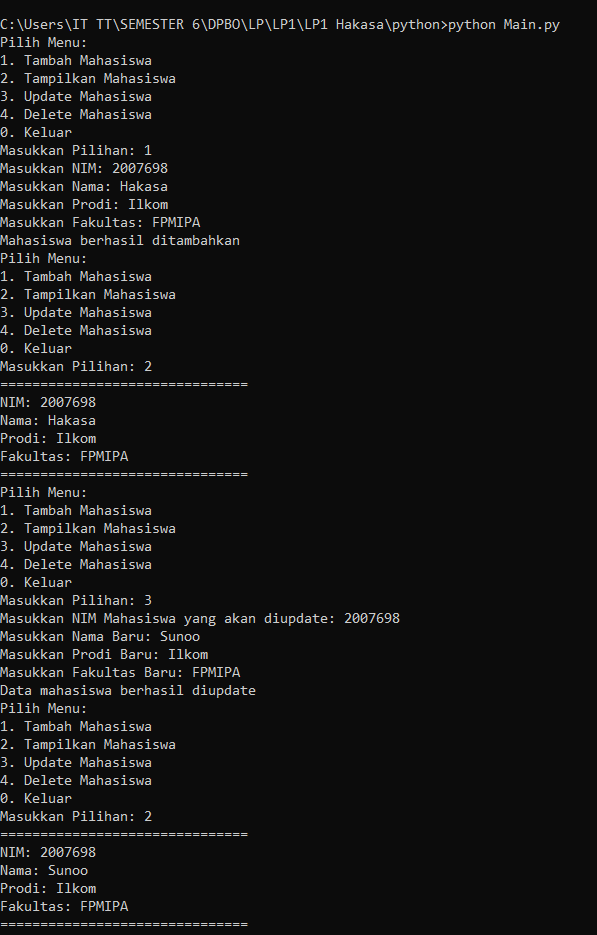 C:\Users\IT TT\SEMESTER 6\DPBO\LP\LP1\LP1 Hakasa\python>python Main.py
Pilih Menu:
1. Tambah Mahasiswa
2. Tampilkan Mahasiswa
3. Update Mahasiswa
4. Delete Mahasiswa
0. Keluar
Masukkan Pilihan: 1
Masukkan NIM: 2007698
Masukkan Nama: Hakasa
Masukkan Prodi: Ilkom
Masukkan Fakultas: FPMIPA
Mahasiswa berhasil ditambahkan
Pilih Menu:
1. Tambah Mahasiswa
2. Tampilkan Mahasiswa
3. Update Mahasiswa
4. Delete Mahasiswa
0. Keluar
Masukkan Pilihan: 2
===============================
NIM: 2007698
Nama: Hakasa
Prodi: Ilkom
Fakultas: FPMIPA
===============================
Pilih Menu:
1. Tambah Mahasiswa
2. Tampilkan Mahasiswa
3. Update Mahasiswa
4. Delete Mahasiswa
0. Keluar
Masukkan Pilihan: 3
Masukkan NIM Mahasiswa yang akan diupdate: 2007698
Masukkan Nama Baru: Sunoo
Masukkan Prodi Baru: Ilkom
Masukkan Fakultas Baru: FPMIPA
Data mahasiswa berhasil diupdate
Pilih Menu:
1. Tambah Mahasiswa
2. Tampilkan Mahasiswa
3. Update Mahasiswa
4. Delete Mahasiswa
0. Keluar
Masukkan Pilihan: 2
===============================
NIM: 2007698
Nama: Sunoo
Prodi: Ilkom
Fakultas: FPMIPA
===============================